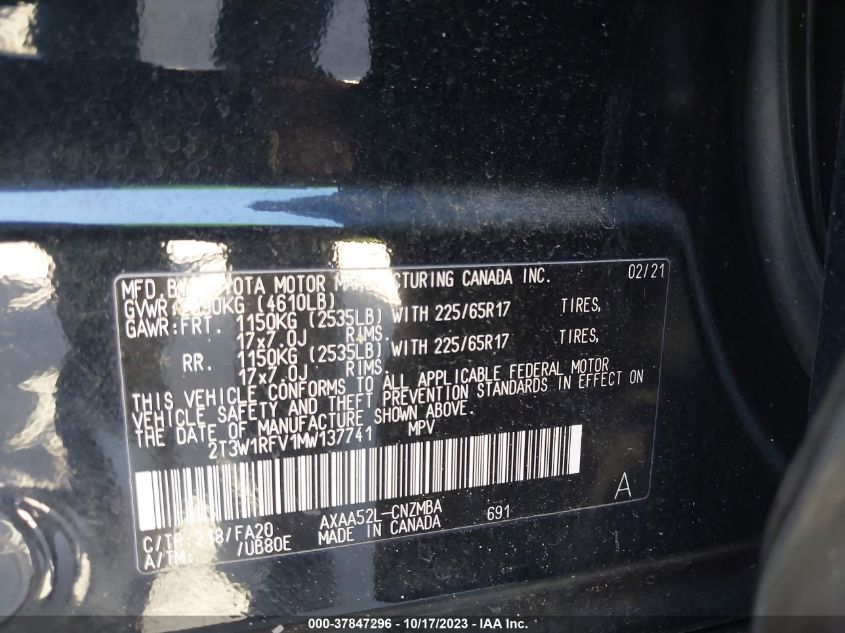 MFD. BY TOYOTA MOTOR MANUFACTURING CANADA INC. 02/21
GVWR KG (4610LB)
GAWR:FRT. 1150KG (2535LB) WITH 225/65R17 TIRES,
17x7.0J RIMS.
RR. 1150KG (2535LB) WITH 225/65R17 TIRES,
17x7.0J RIMS.
THIS VEHICLE CONFORMS TO ALL APPLICABLE FEDERAL MOTOR
VEHICLE SAFETY AND THEFT PREVENTION STANDARDS IN EFFECT ON
THE DATE OF MANUFACTURE SHOWN ABOVE.
2T3W1RFV1MW137741 MPV
A
C/TR: /FA20 AXAA52L-CNZMBA 691
A/TM: /UB80E MADE IN CANADA
000-37847296 - 10/17/2023 - IAA Inc.